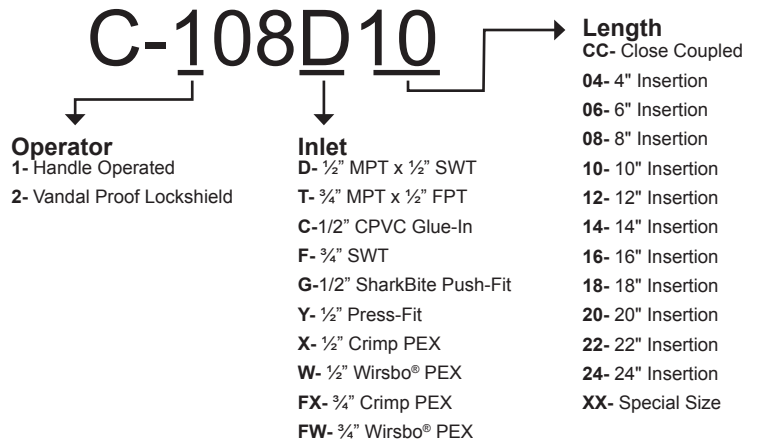 C-108D10
Operator
1- Handle Operated
2- Vandal Proof Lockshield
Inlet
D- ½” MPT x ½” SWT
T- ¾” MPT x ½” FPT
C-1/2” CPVC Glue-In
F- ¾” SWT
G-1/2” SharkBite Push-Fit
Y- ½” Press-Fit
X- ½” Crimp PEX
W- ½” Wirsbo® PEX
FX- ¾” Crimp PEX
FW- ¾” Wirsbo® PEX
Length
CC- Close Coupled
04- 4" Insertion
06- 6" Insertion
08- 8" Insertion
10- 10" Insertion
12- 12" Insertion
14- 14" Insertion
16- 16" Insertion
18- 18" Insertion
20- 20" Insertion
22- 22" Insertion
24- 24" Insertion
XX- Special Size